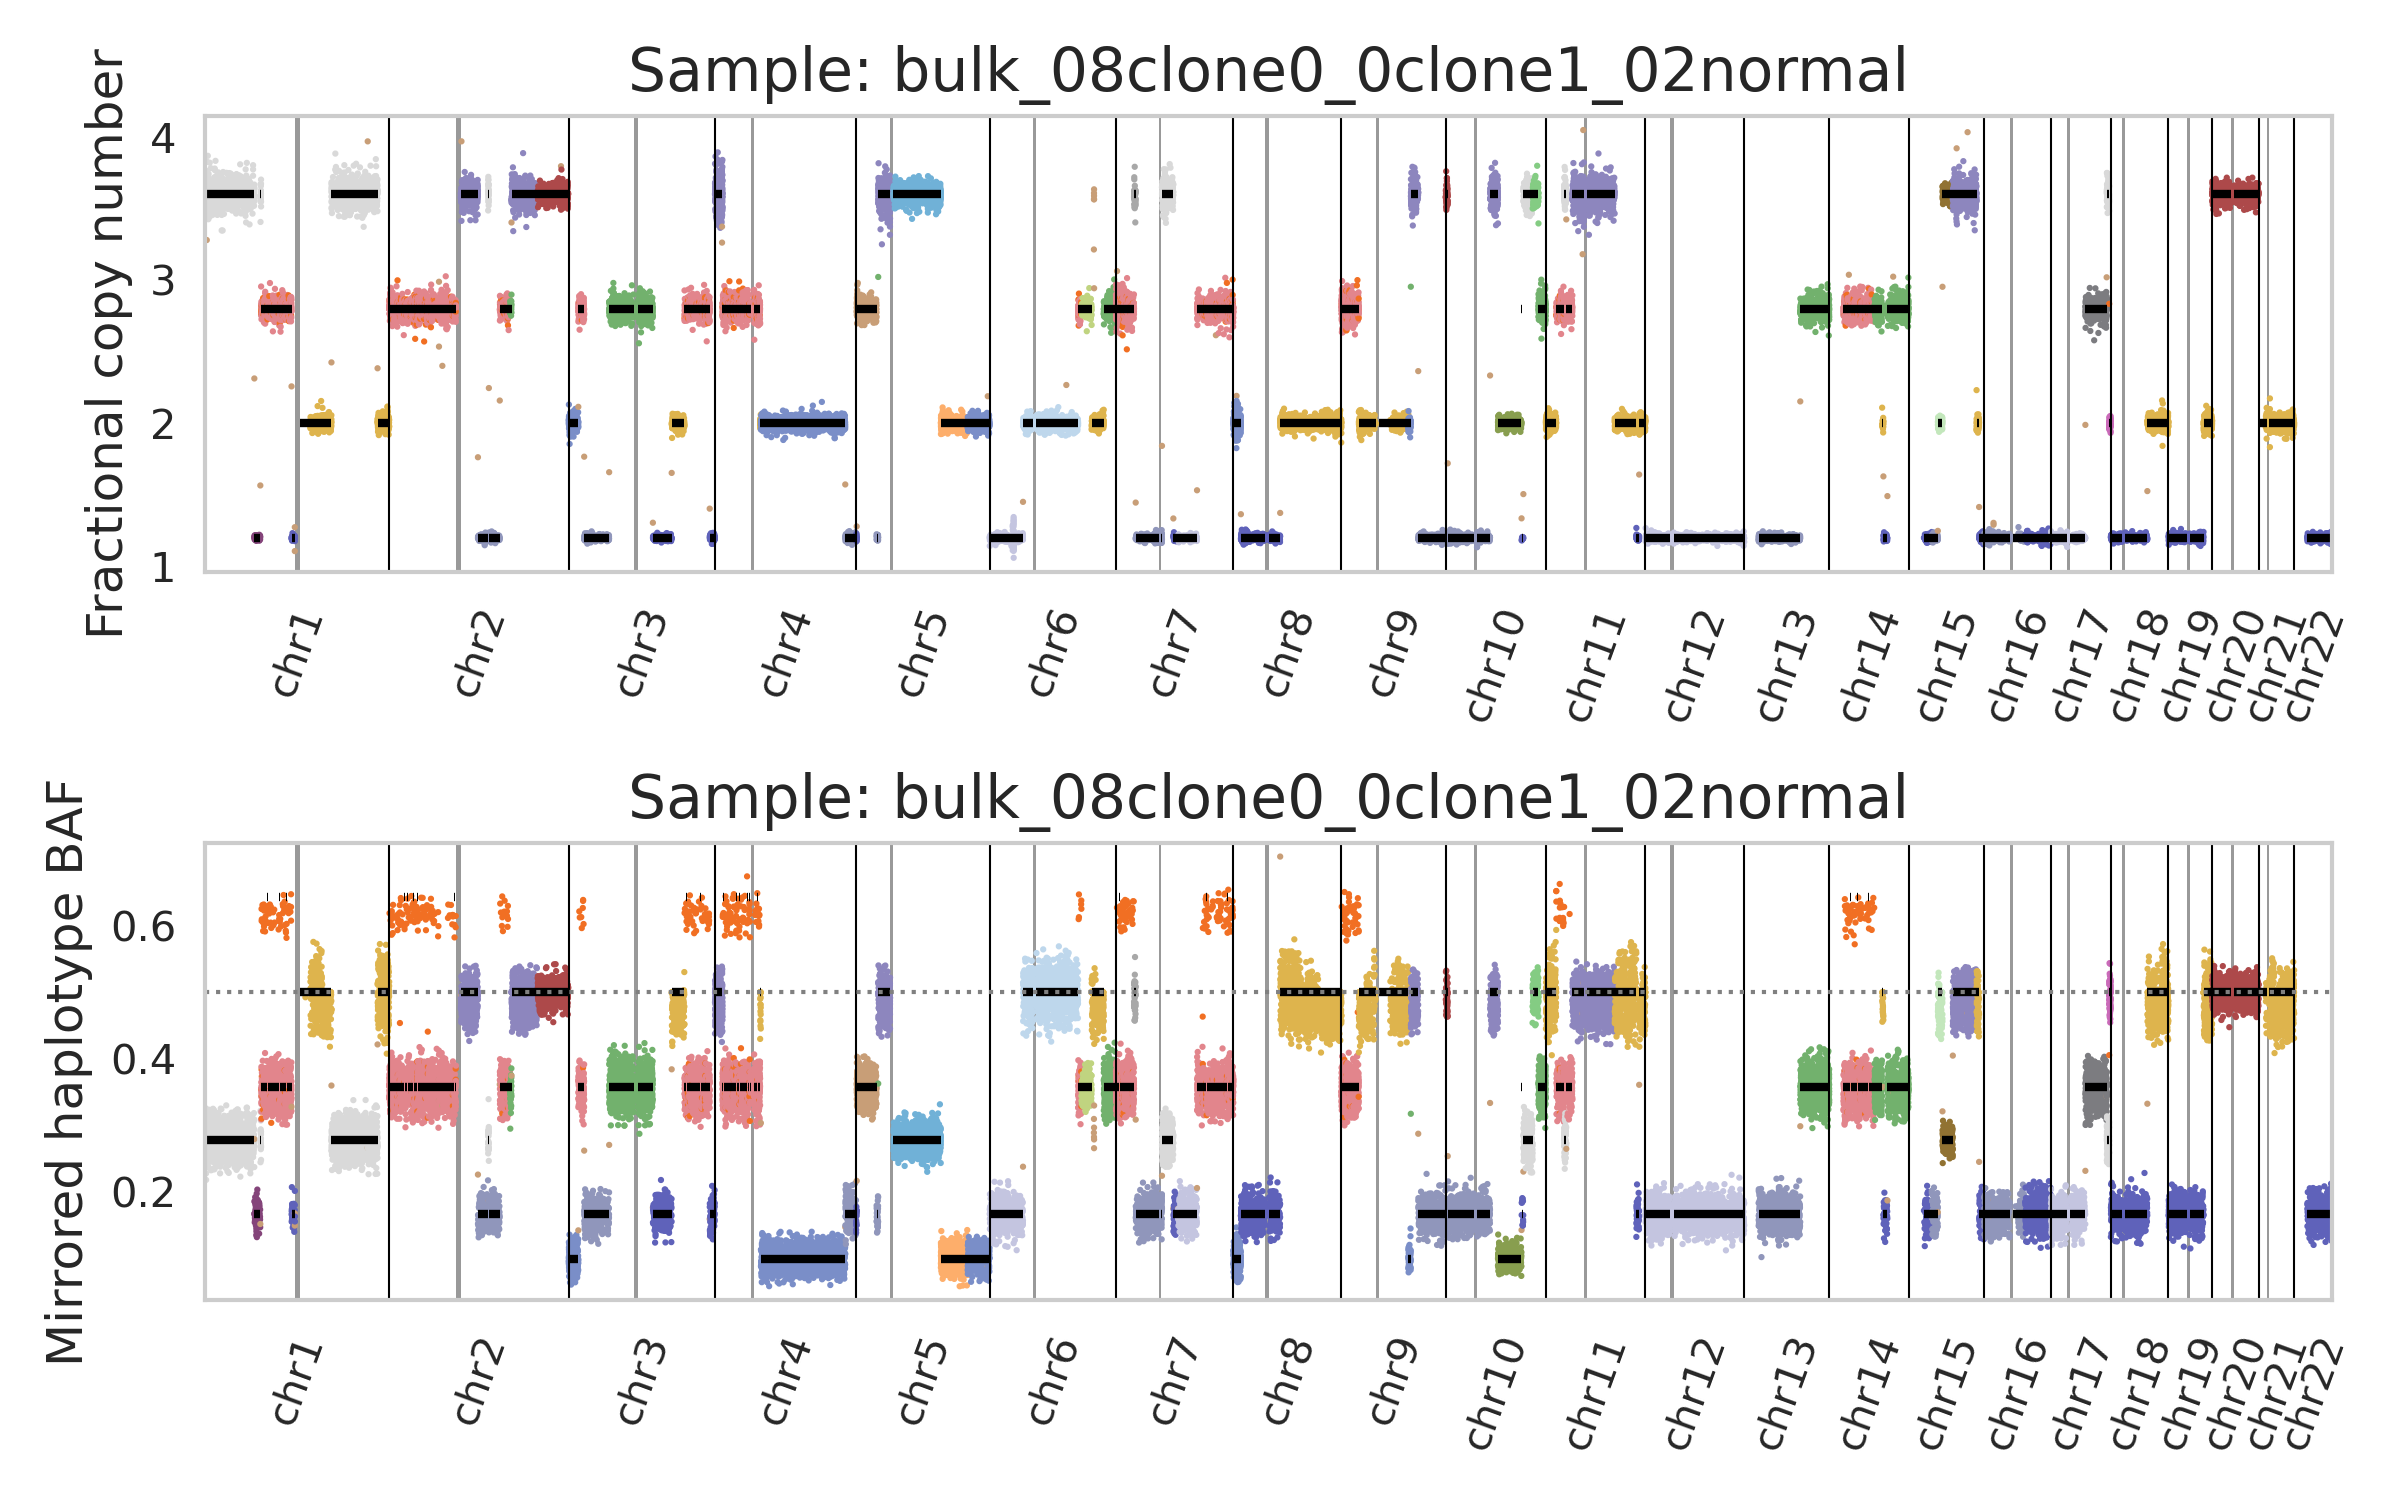 Sample: bulk_08clone0_0clone1_02normal
Fractional copy number
4
3
2
1
chr1
chr2
chr3
chr4
chr5
chr6
chr7
chr8
chr9
chr10
chr11
chr12
chr13
chr14
chr15
chr16
chr17
chr18
chr19
chr20
chr21
chr22
Sample: bulk_08clone0_0clone1_02normal
Mirrored haplotype BAF
0.6
0.4
0.2
chr1
chr2
chr3
chr4
chr5
chr6
chr7
chr8
chr9
chr10
chr11
chr12
chr13
chr14
chr15
chr16
chr17
chr18
chr19
chr20
chr21
chr22